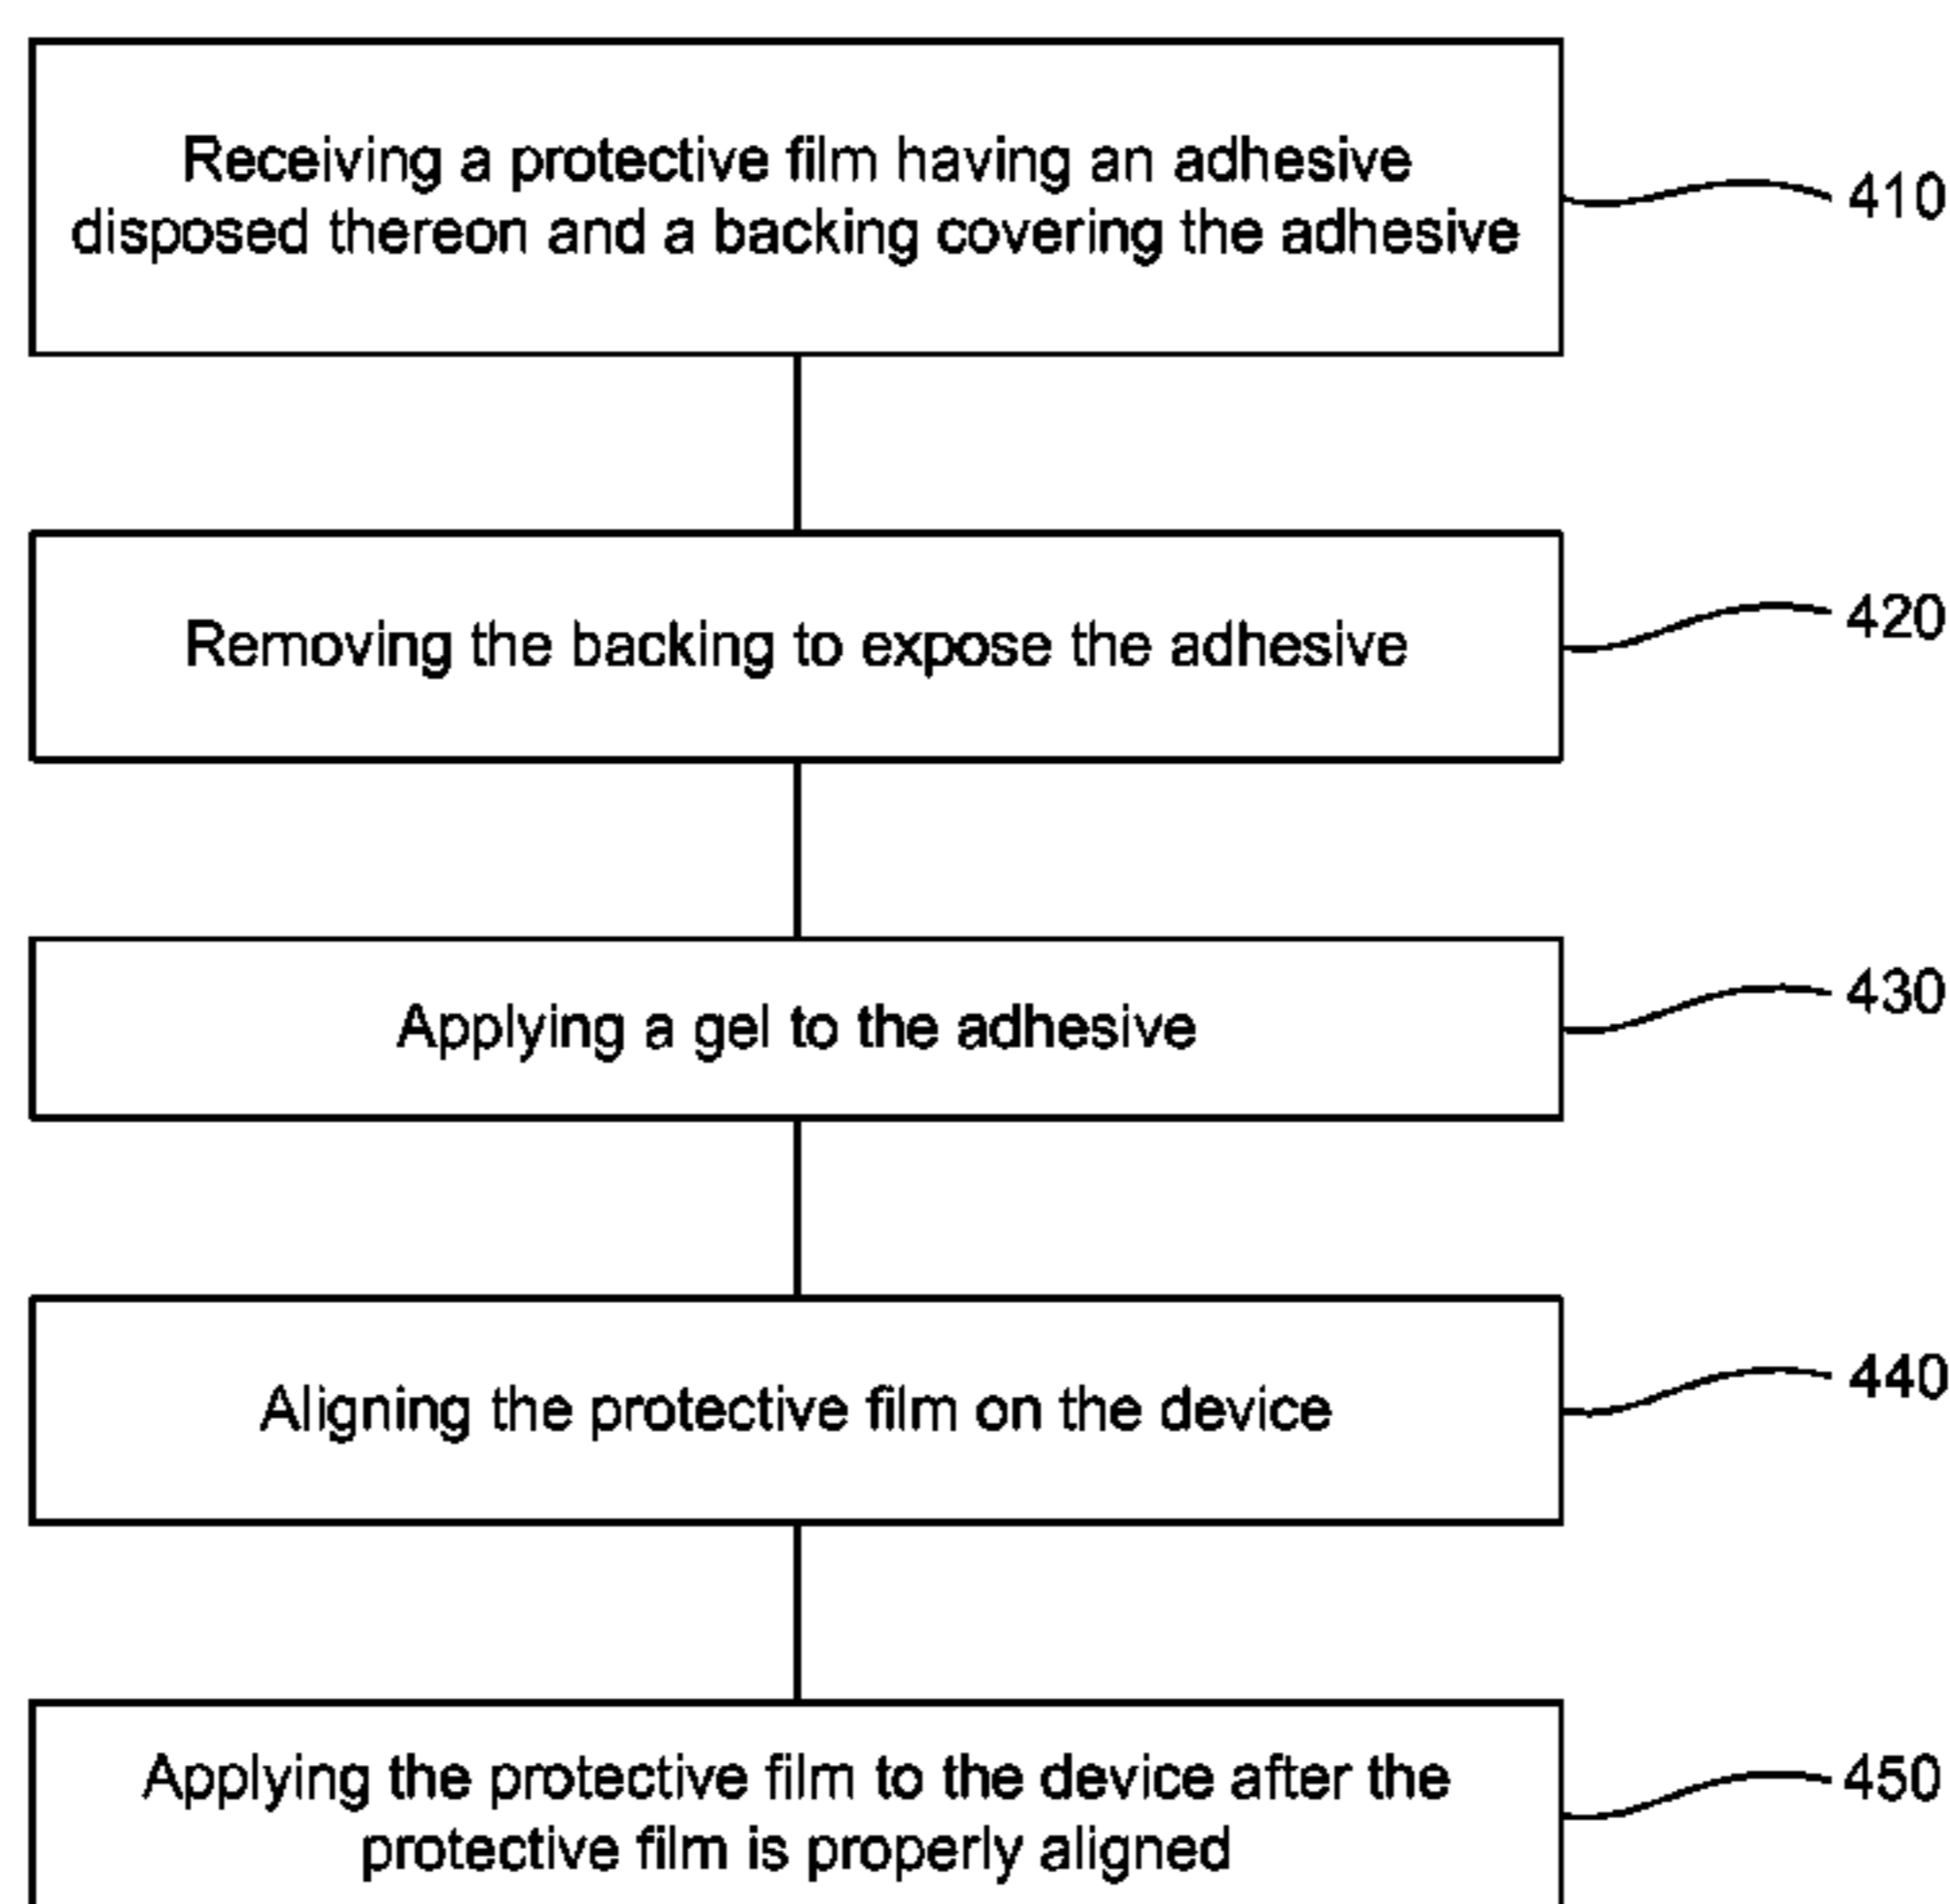 Receiving a protective film having an adhesive
disposed thereon and a backing covering the adhesive
410
Removing the backing to expose the adhesive
420
Applying a gel to the adhesive
430
Aligning the protective film on the device
440
Applying the protective film to the device after the
protective film is properly aligned
450